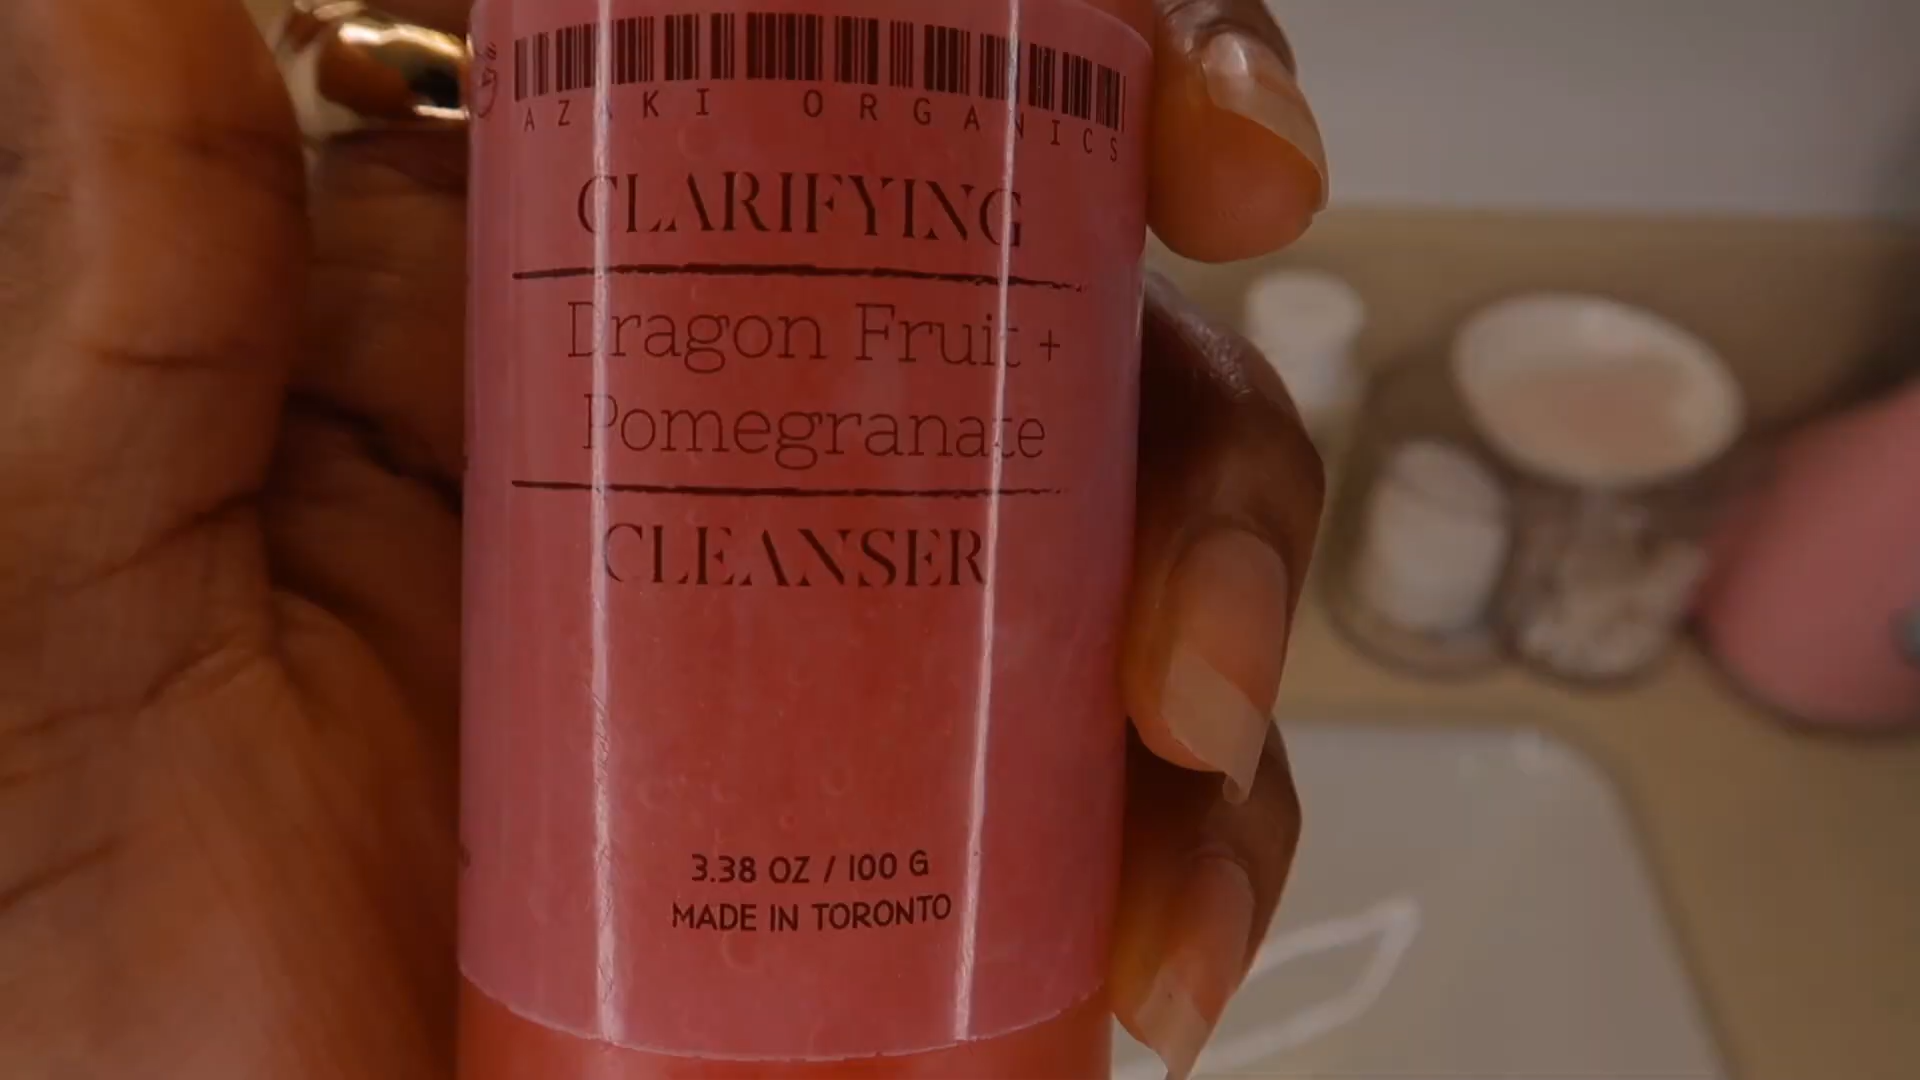 AZAKI ORGANICS
CLARIFYING
Dragon Fruit +
Pomegranate
CLEANSER
3.38 OZ / 100 G
MADE IN TORONTO